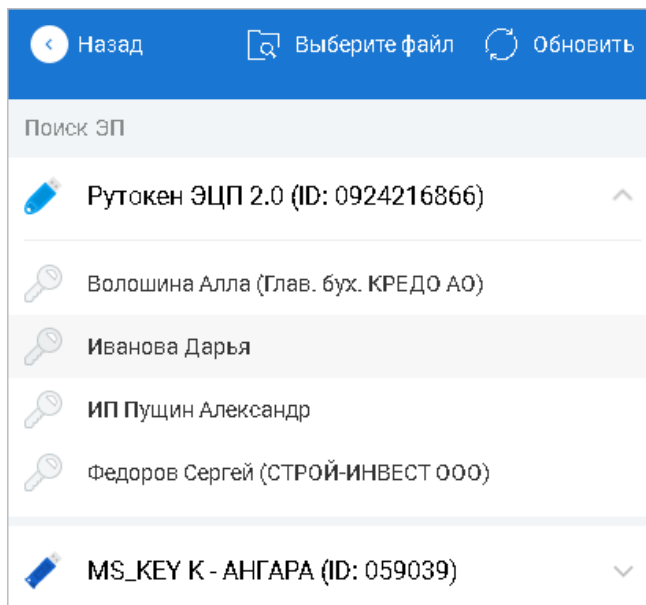 Назад Выберите файл Обновить
Поиск ЭП
Рутокен ЭЦП 2.0 (ID: 0924216866)
Волошина Алла (Глав. бух. КРЕДО АО)
Иванова Дарья
ИП Пущин Александр
Федоров Сергей (СТРОЙ-ИНВЕСТ ООО)
MS_KEY K - АНГАРА (ID: 059039)